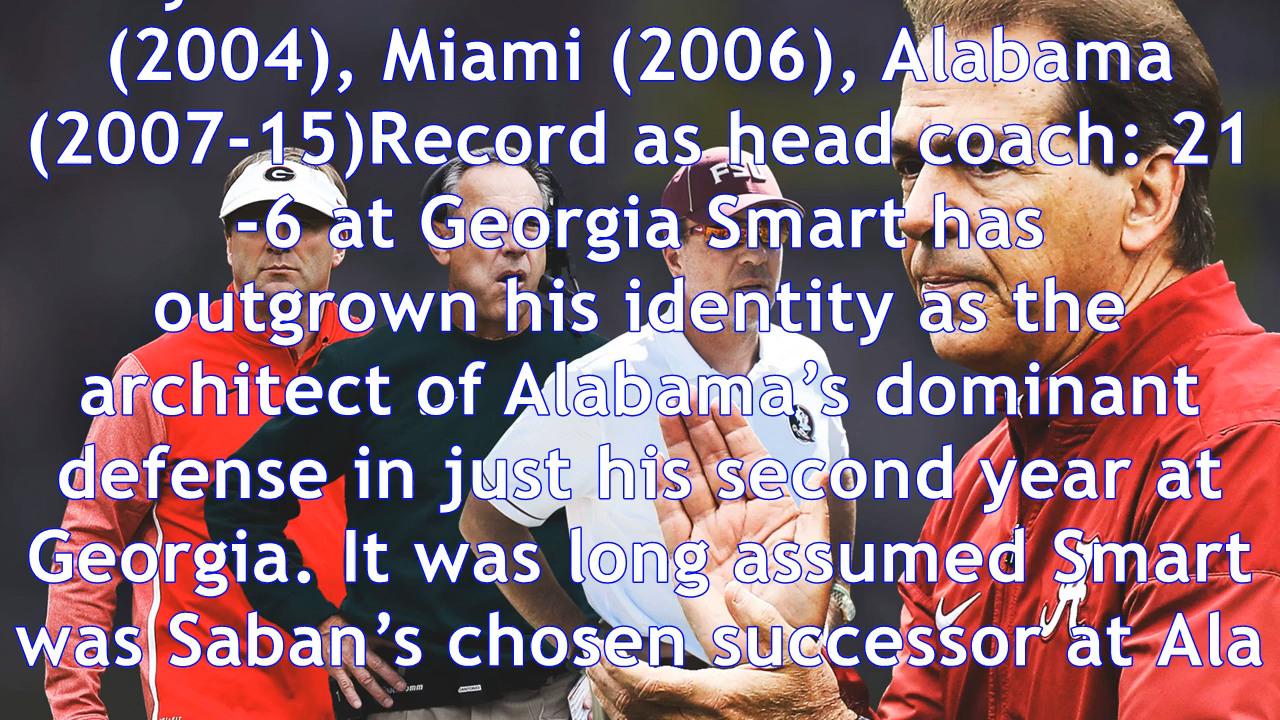 (2004), Miami (2006), Alabama
(2007-15)Record as head coach: 21
-6 at Georgia Smart has
outgrown his identity as the
architect of Alabama’s dominant
defense in just his second year at
Georgia. It was long assumed Smart
was Saban’s chosen successor at Ala
G
FSU